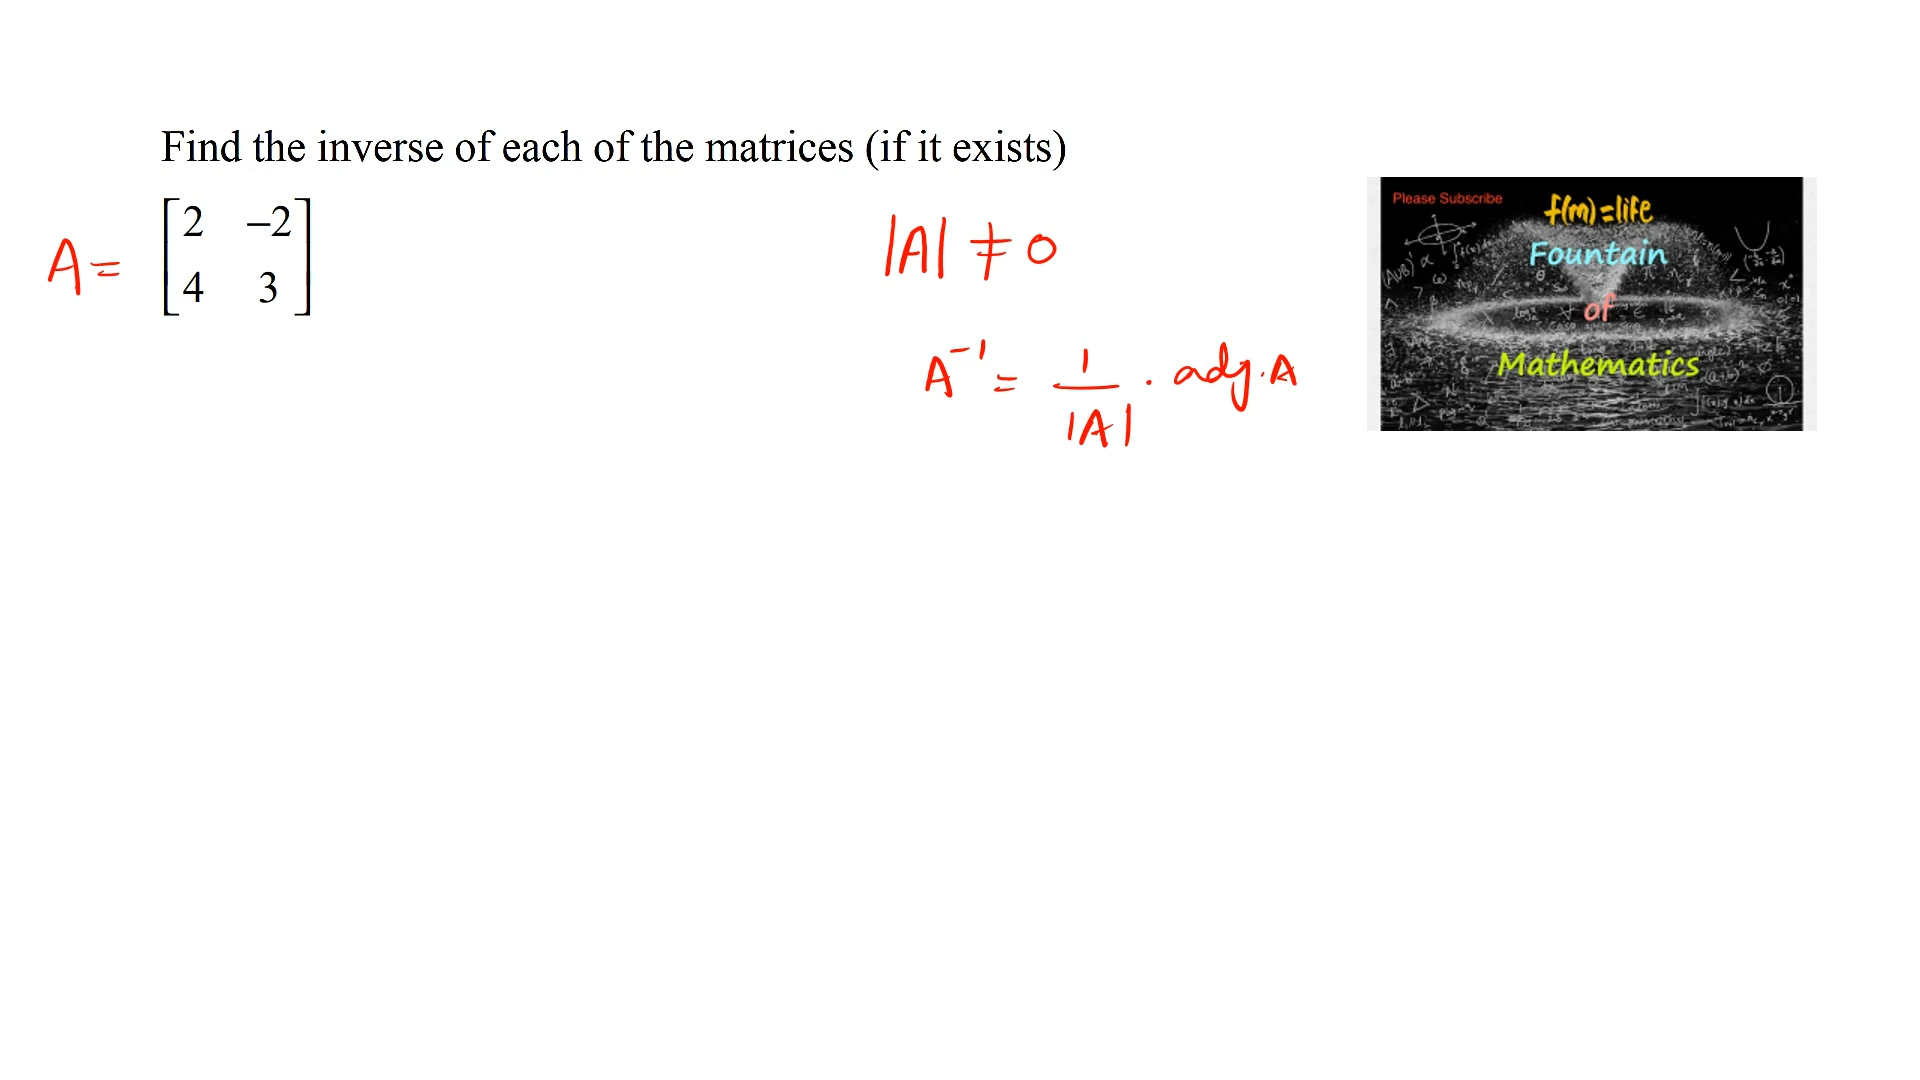 Find the inverse of each of the matrices (if it exists)
A = [2 −2
4 3]
|A| ≠ 0
A⁻¹ = 1/|A| · adj·A
Please Subscribe
f(m)=life
Fountain
of
Mathematics